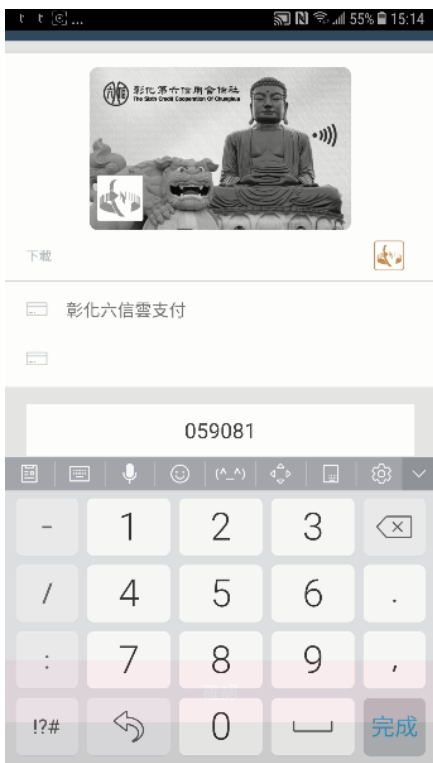 t t ... 55% 15:14
彰化第六信用合作社
The Sixth Credit Cooperation Of Changhua
下載
彰化六信雲支付
059081
(^_^)
- 1 2 3
/ 4 5 6 .
: 7 8 9 ,
!?# 0 完成